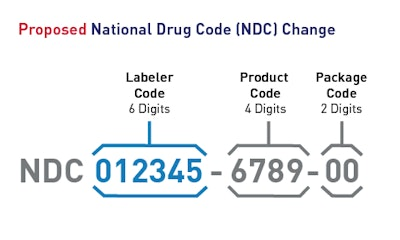 Proposed National Drug Code (NDC) Change
Labeler Code
6 Digits
Product Code
4 Digits
Package Code
2 Digits
NDC 012345-6789-00